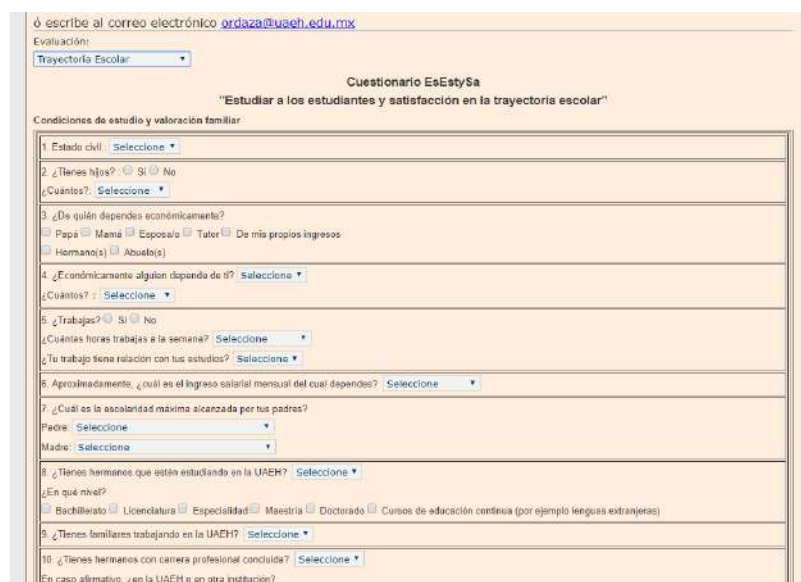 ó escribe al correo electrónico ordaza@uaeh.edu.mx
Evaluación:
Trayectoria Escolar
Cuestionario EsEstySa
"Estudiar a los estudiantes y satisfacción en la trayectoria escolar"
Condiciones de estudio y valoración familiar
1. Estado civil : Seleccione
2. ¿Tienes hijos? : Si No
¿Cuántos?: Seleccione
3. ¿De quién dependes económicamente?
Papá Mamá Esposa/o Tutor De mis propios ingresos
Hermano(s) Abuelo(s)
4. ¿Económicamente alguien depende de ti? Seleccione
¿Cuántos? : Seleccione
5. ¿Trabajas? Si No
¿Cuántas horas trabajas a la semana? Seleccione
¿Tu trabajo tiene relación con tus estudios? Seleccione
6. Aproximadamente, ¿cuál es el ingreso salarial mensual del cual dependes? Seleccione
7. ¿Cuál es la escolaridad máxima alcanzada por tus padres?
Padre: Seleccione
Madre: Seleccione
8. ¿Tienes hermanos que estén estudiando en la UAEH? Seleccione
¿En qué nivel?
Bachillerato Licenciatura Especialidad Maestría Doctorado Cursos de educación continua (por ejemplo lenguas extranjeras)
9. ¿Tienes familiares trabajando en la UAEH? Seleccione
10. ¿Tienes hermanos con carrera profesional concluida? Seleccione
En caso afirmativo, ¿en la UAEH o en otra institución?